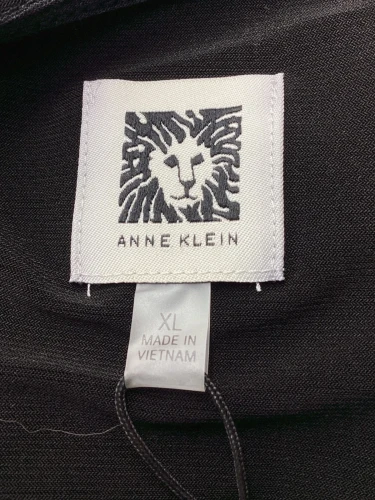 ANNE KLEIN
XL
MADE IN
VIETNAM